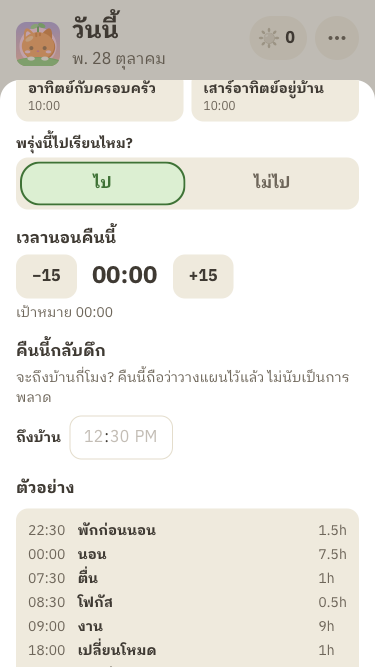 วันนี้
พ. 28 ตุลาคม
0
อาทิตย์กับครอบครัว
10:00
เสาร์อาทิตย์อยู่บ้าน
10:00
พรุ่งนี้ไปเรียนไหม?
ไป
ไม่ไป
เวลานอนคืนนี้
−15
00:00
+15
เป้าหมาย 00:00
คืนนี้กลับดึก
จะถึงบ้านกี่โมง? คืนนี้ถือว่าวางแผนไว้แล้ว ไม่นับเป็นการ
พลาด
ถึงบ้าน
12:30 PM
ตัวอย่าง
22:30 พักก่อนนอน 1.5h
00:00 นอน 7.5h
07:30 ตื่น 1h
08:30 โฟกัส 0.5h
09:00 งาน 9h
18:00 เปลี่ยนโหมด 1h